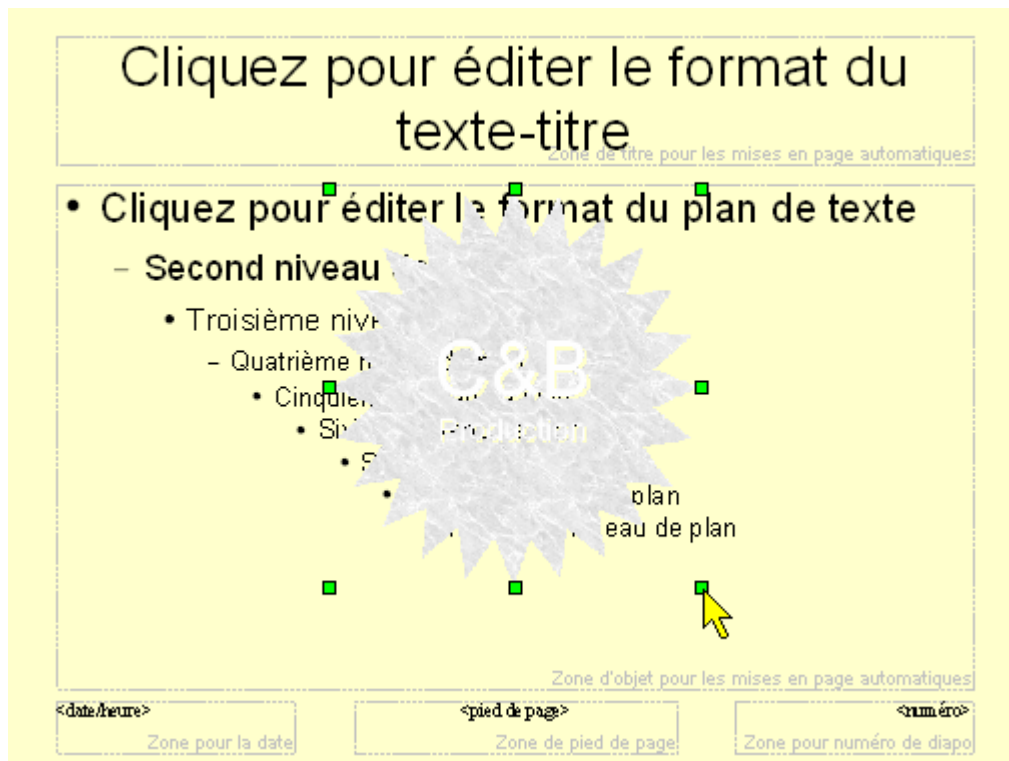 Cliquez pour éditer le format du
texte-titre
Zone de titre pour les mises en page automatiques
• Cliquez pour éditer le format du plan de texte
– Second niveau
• Troisième
– Quatrième
•
C&B
•
Production
•
• plan
eau de plan
Zone d'objet pour les mises en page automatiques
<date/heure>
<pied de page>
<numéro>
Zone pour la date
Zone de pied de page
Zone pour numéro de diapo